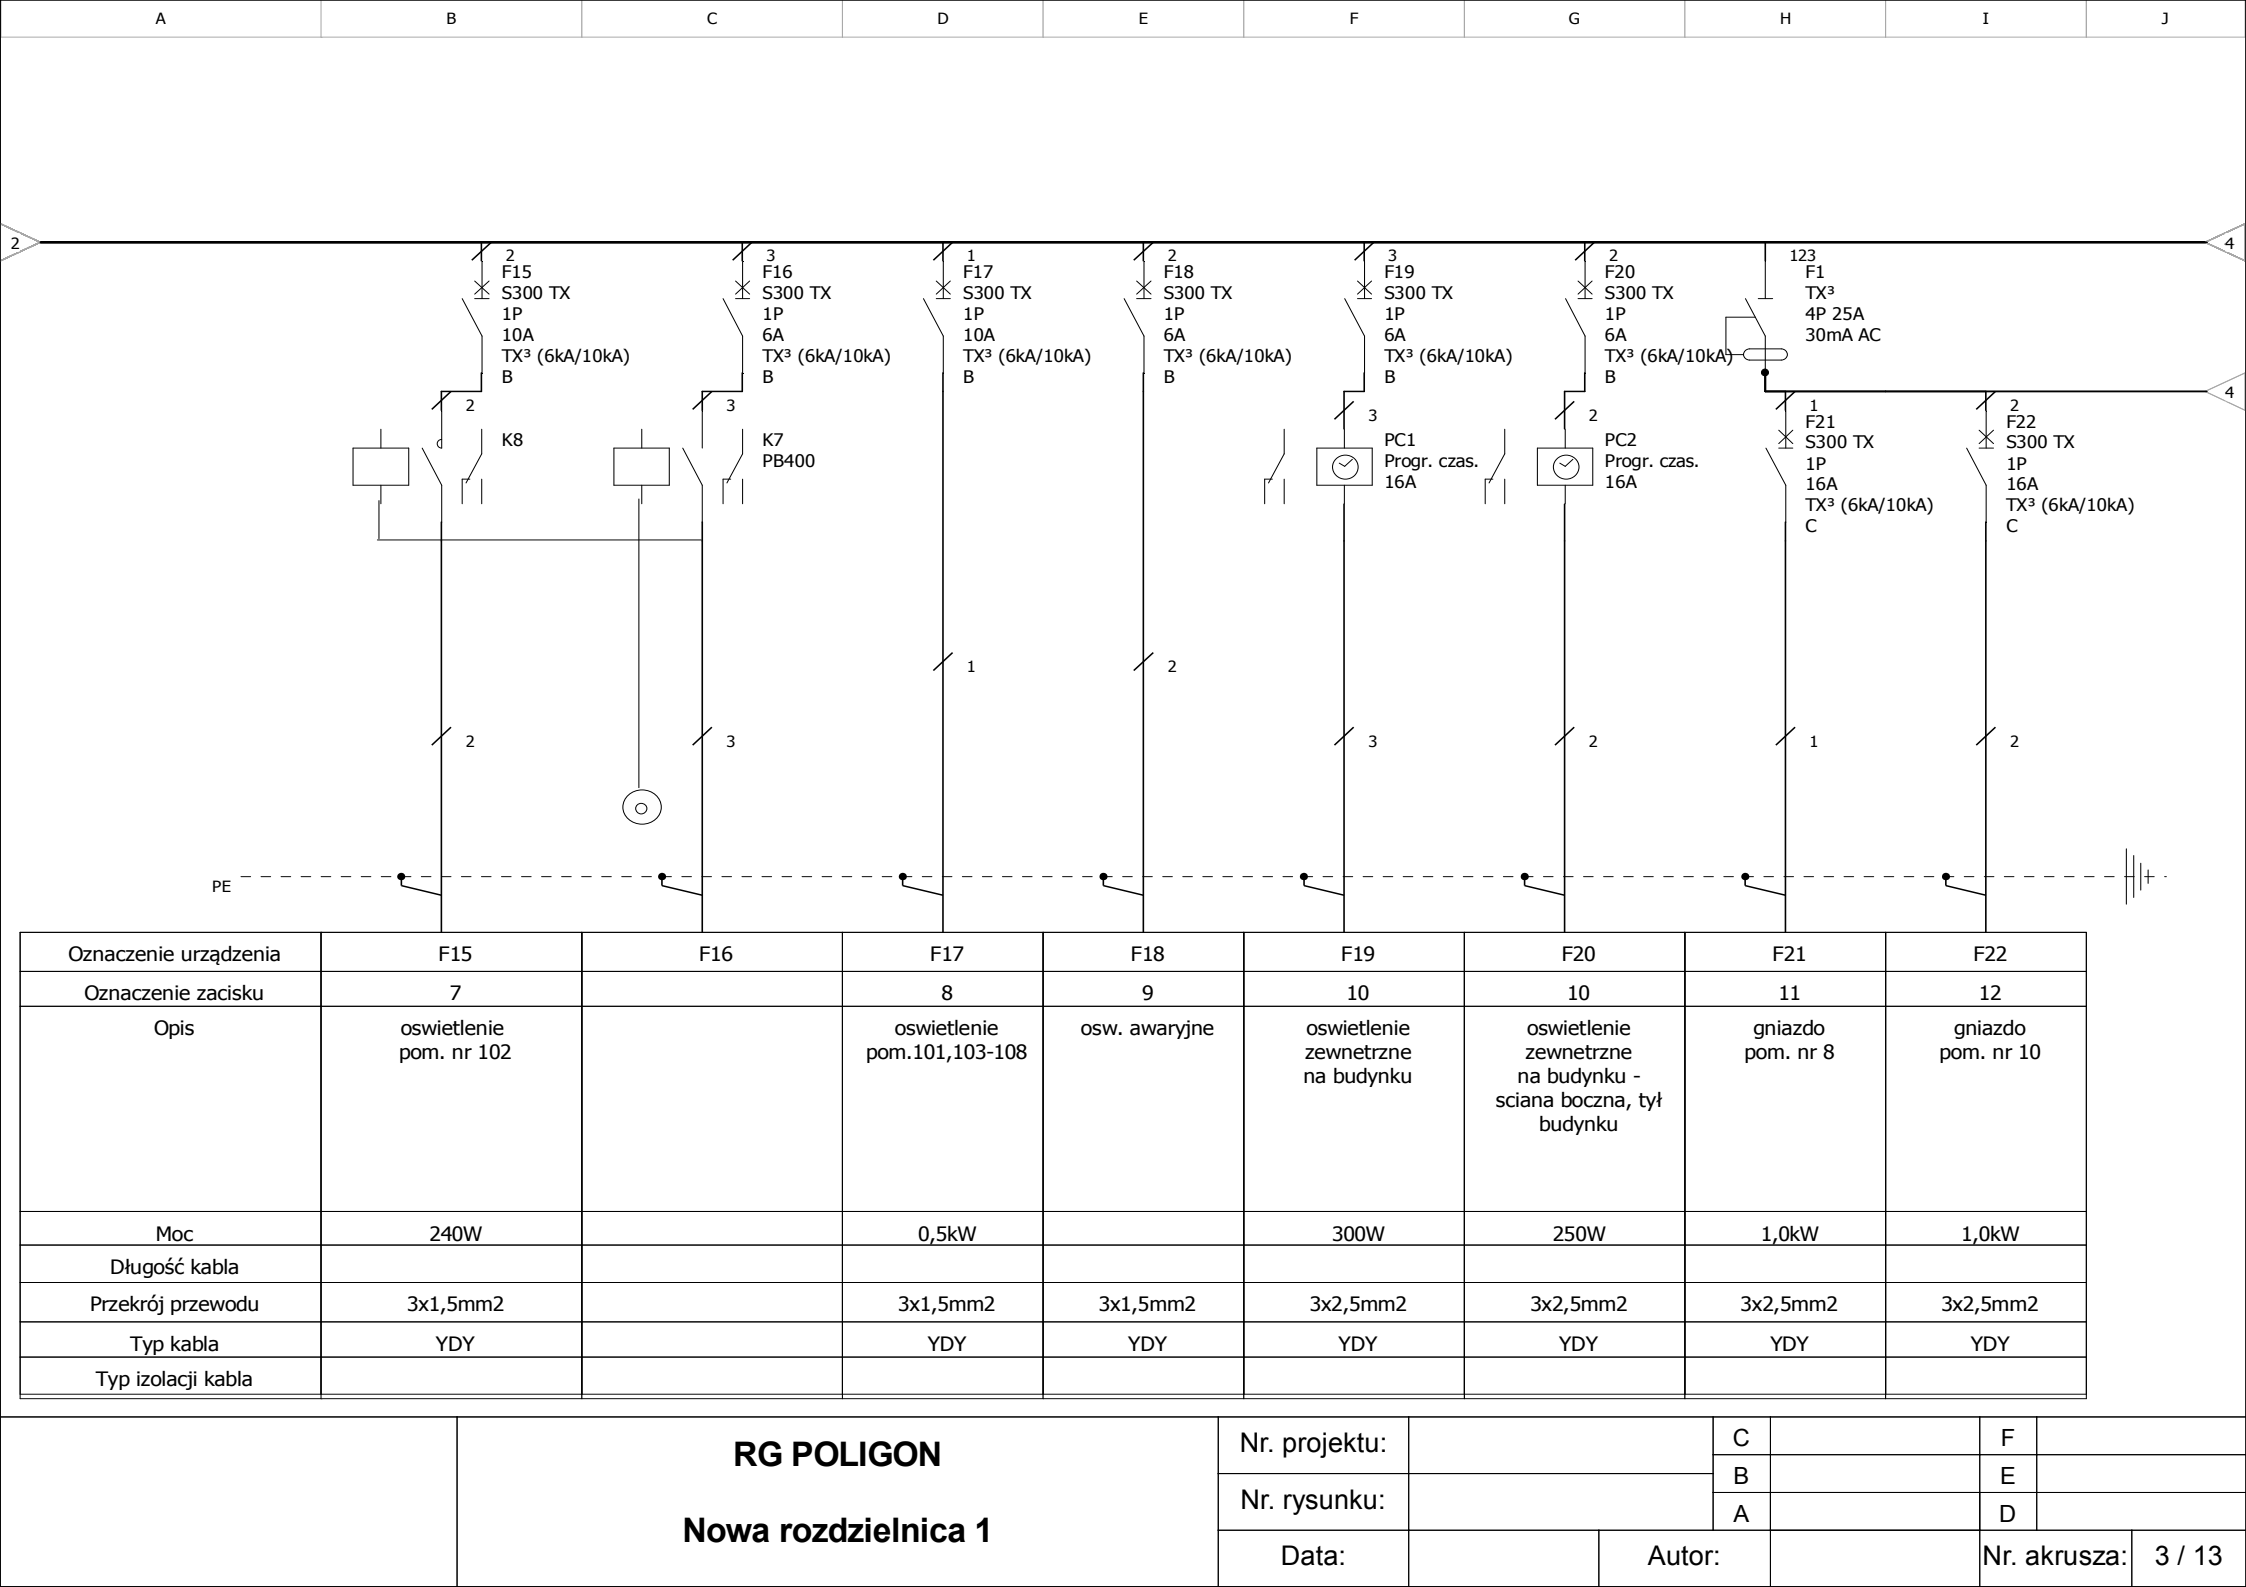 A B C D E F G H I J
2 4
2 3 1 2 3 2 123
F15 F16 F17 F18 F19 F20 F1
S300 TX S300 TX S300 TX S300 TX S300 TX S300 TX TX³
1P 1P 1P 1P 1P 1P 4P 25A
10A 6A 10A 6A 6A 6A 30mA AC
TX³ (6kA/10kA) TX³ (6kA/10kA) TX³ (6kA/10kA) TX³ (6kA/10kA) TX³ (6kA/10kA) TX³ (6kA/10kA)
B B B B B B
4
2 3 3 2 1 2
K8 K7 PC1 PC2 F21 F22
PB400 Progr. czas. Progr. czas. S300 TX S300 TX
16A 16A 1P 1P
16A 16A
TX³ (6kA/10kA) TX³ (6kA/10kA)
C C
1 2
2 3 3 2 1 2
PE
Oznaczenie urządzenia F15 F16 F17 F18 F19 F20 F21 F22
Oznaczenie zacisku 7 8 9 10 10 11 12
Opis oswietlenie oswietlenie osw. awaryjne oswietlenie oswietlenie gniazdo gniazdo
pom. nr 102 pom.101,103-108 zewnetrzne zewnetrzne pom. nr 8 pom. nr 10
na budynku na budynku -
sciana boczna, tył
budynku
Moc 240W 0,5kW 300W 250W 1,0kW 1,0kW
Długość kabla
Przekrój przewodu 3x1,5mm2 3x1,5mm2 3x1,5mm2 3x2,5mm2 3x2,5mm2 3x2,5mm2 3x2,5mm2
Typ kabla YDY YDY YDY YDY YDY YDY YDY
Typ izolacji kabla
RG POLIGON
Nowa rozdzielnica 1
Nr. projektu: C F
B E
Nr. rysunku: A D
Data: Autor: Nr. akrusza: 3 / 13